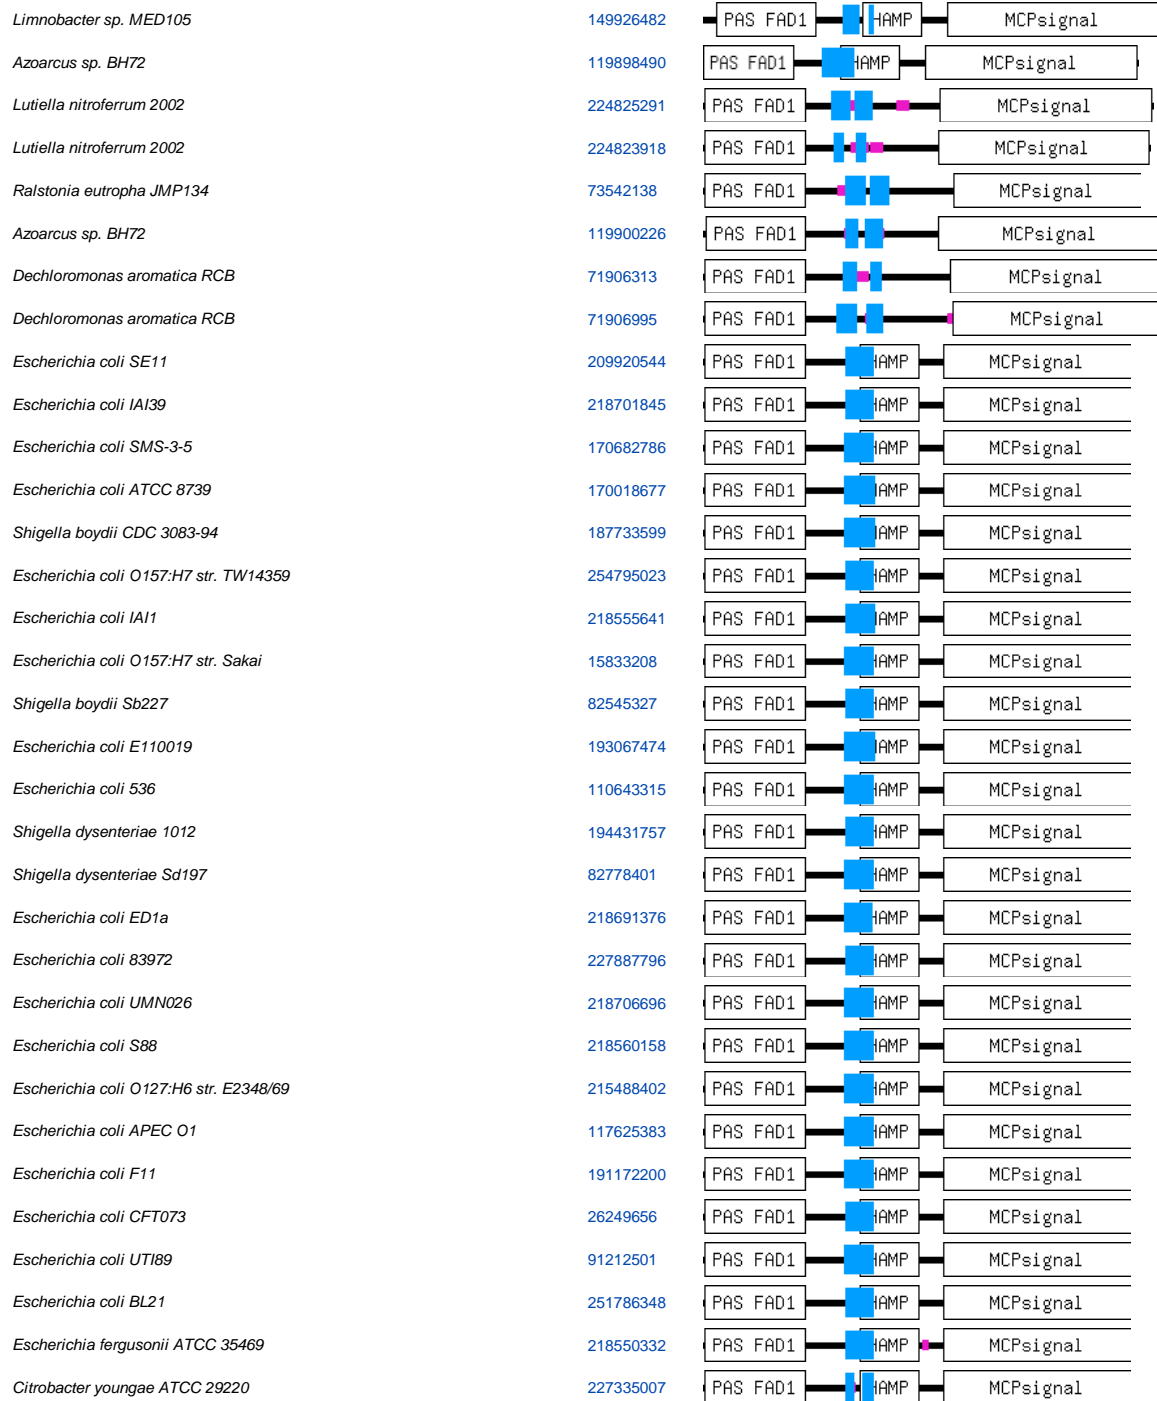 Limnobacter sp. MED105 149926482 PAS FAD1 HAMP MCPsignal
Azoarcus sp. BH72 119898490 PAS FAD1 HAMP MCPsignal
Lutiella nitroferrum 2002 224825291 PAS FAD1 MCPsignal
Lutiella nitroferrum 2002 224823918 PAS FAD1 MCPsignal
Ralstonia eutropha JMP134 73542138 PAS FAD1 MCPsignal
Azoarcus sp. BH72 119900226 PAS FAD1 MCPsignal
Dechloromonas aromatica RCB 71906313 PAS FAD1 MCPsignal
Dechloromonas aromatica RCB 71906995 PAS FAD1 MCPsignal
Escherichia coli SE11 209920544 PAS FAD1 HAMP MCPsignal
Escherichia coli IAI39 218701845 PAS FAD1 HAMP MCPsignal
Escherichia coli SMS-3-5 170682786 PAS FAD1 HAMP MCPsignal
Escherichia coli ATCC 8739 170018677 PAS FAD1 HAMP MCPsignal
Shigella boydii CDC 3083-94 187733599 PAS FAD1 HAMP MCPsignal
Escherichia coli O157:H7 str. TW14359 254795023 PAS FAD1 HAMP MCPsignal
Escherichia coli IAI1 218555641 PAS FAD1 HAMP MCPsignal
Escherichia coli O157:H7 str. Sakai 15833208 PAS FAD1 HAMP MCPsignal
Shigella boydii Sb227 82545327 PAS FAD1 HAMP MCPsignal
Escherichia coli E110019 193067474 PAS FAD1 HAMP MCPsignal
Escherichia coli 536 110643315 PAS FAD1 HAMP MCPsignal
Shigella dysenteriae 1012 194431757 PAS FAD1 HAMP MCPsignal
Shigella dysenteriae Sd197 82778401 PAS FAD1 HAMP MCPsignal
Escherichia coli ED1a 218691376 PAS FAD1 HAMP MCPsignal
Escherichia coli 83972 227887796 PAS FAD1 HAMP MCPsignal
Escherichia coli UMN026 218706696 PAS FAD1 HAMP MCPsignal
Escherichia coli S88 218560158 PAS FAD1 HAMP MCPsignal
Escherichia coli O127:H6 str. E2348/69 215488402 PAS FAD1 HAMP MCPsignal
Escherichia coli APEC O1 117625383 PAS FAD1 HAMP MCPsignal
Escherichia coli F11 191172200 PAS FAD1 HAMP MCPsignal
Escherichia coli CFT073 26249656 PAS FAD1 HAMP MCPsignal
Escherichia coli UTI89 91212501 PAS FAD1 HAMP MCPsignal
Escherichia coli BL21 251786348 PAS FAD1 HAMP MCPsignal
Escherichia fergusonii ATCC 35469 218550332 PAS FAD1 HAMP MCPsignal
Citrobacter youngae ATCC 29220 227335007 PAS FAD1 HAMP MCPsignal